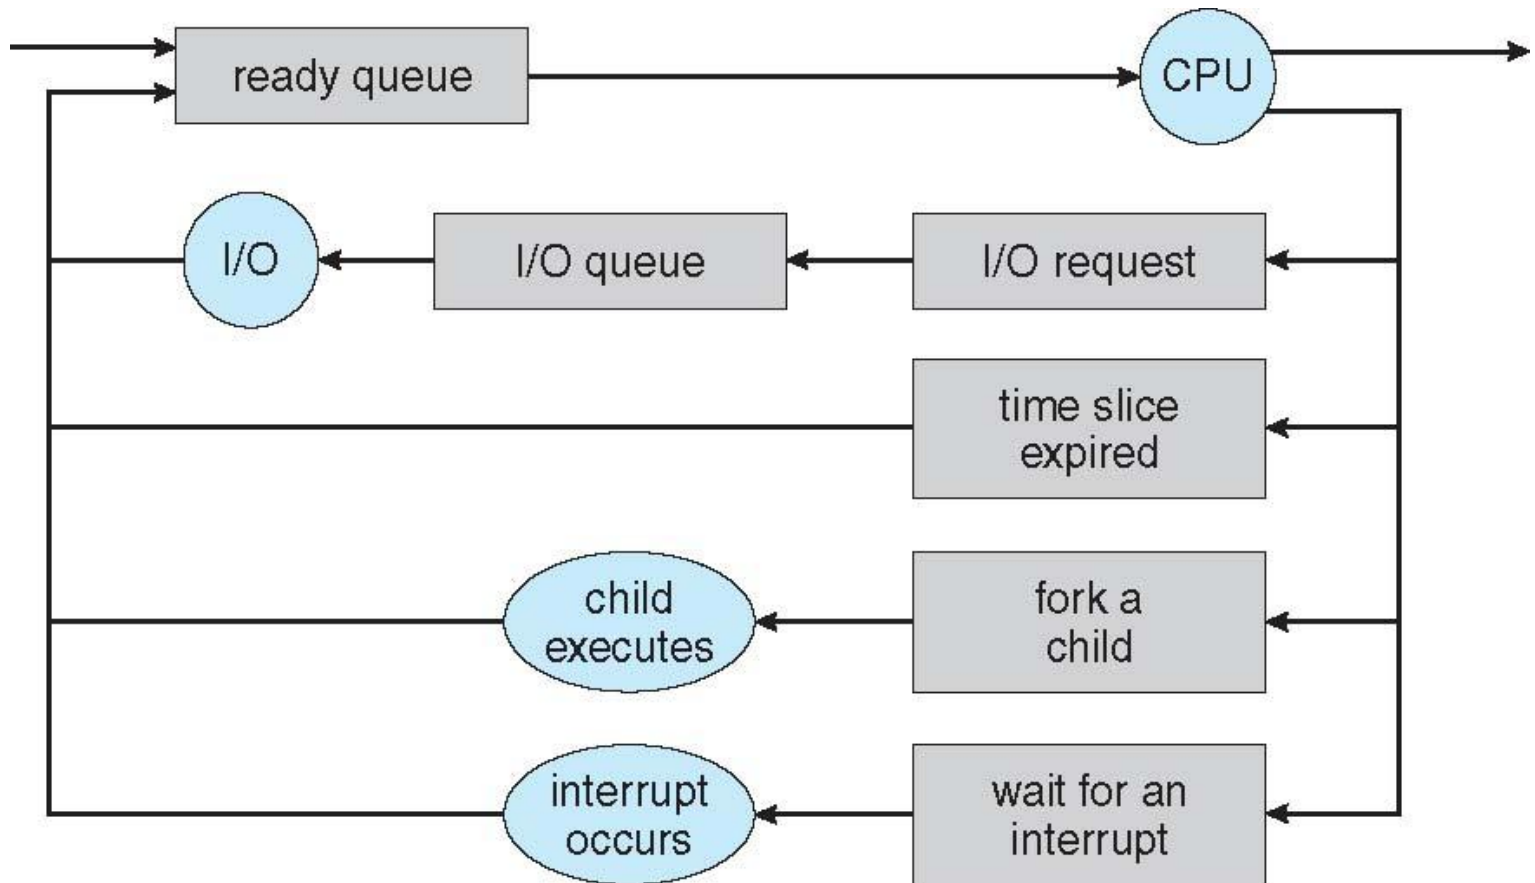 ready queue
CPU
I/O
I/O queue
I/O request
time slice
expired
child
executes
fork a
child
interrupt
occurs
wait for an
interrupt